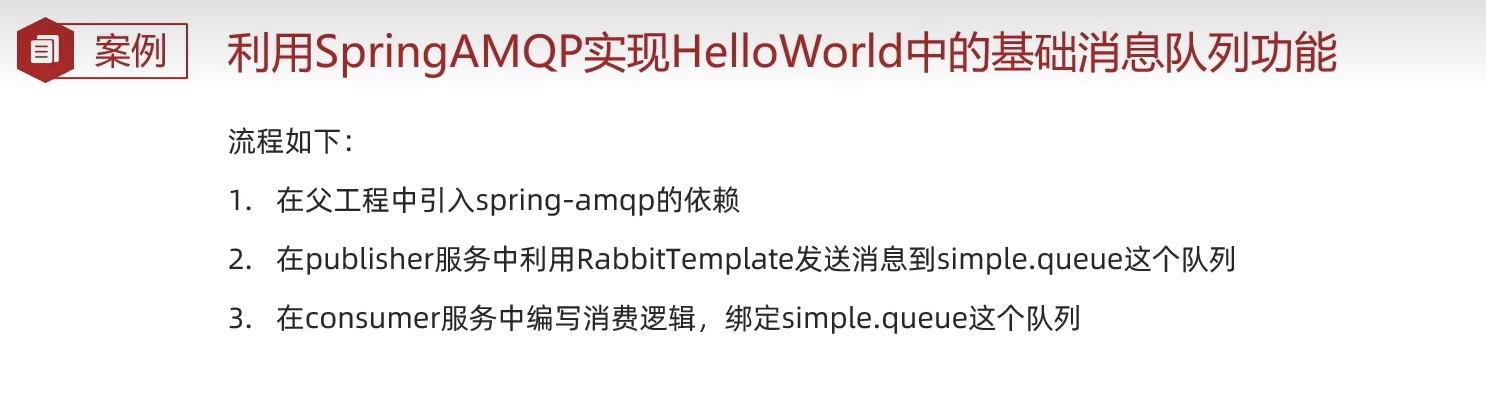 案例 利用SpringAMQP实现HelloWorld中的基础消息队列功能
流程如下：
1. 在父工程中引入spring-amqp的依赖
2. 在publisher服务中利用RabbitTemplate发送消息到simple.queue这个队列
3. 在consumer服务中编写消费逻辑，绑定simple.queue这个队列